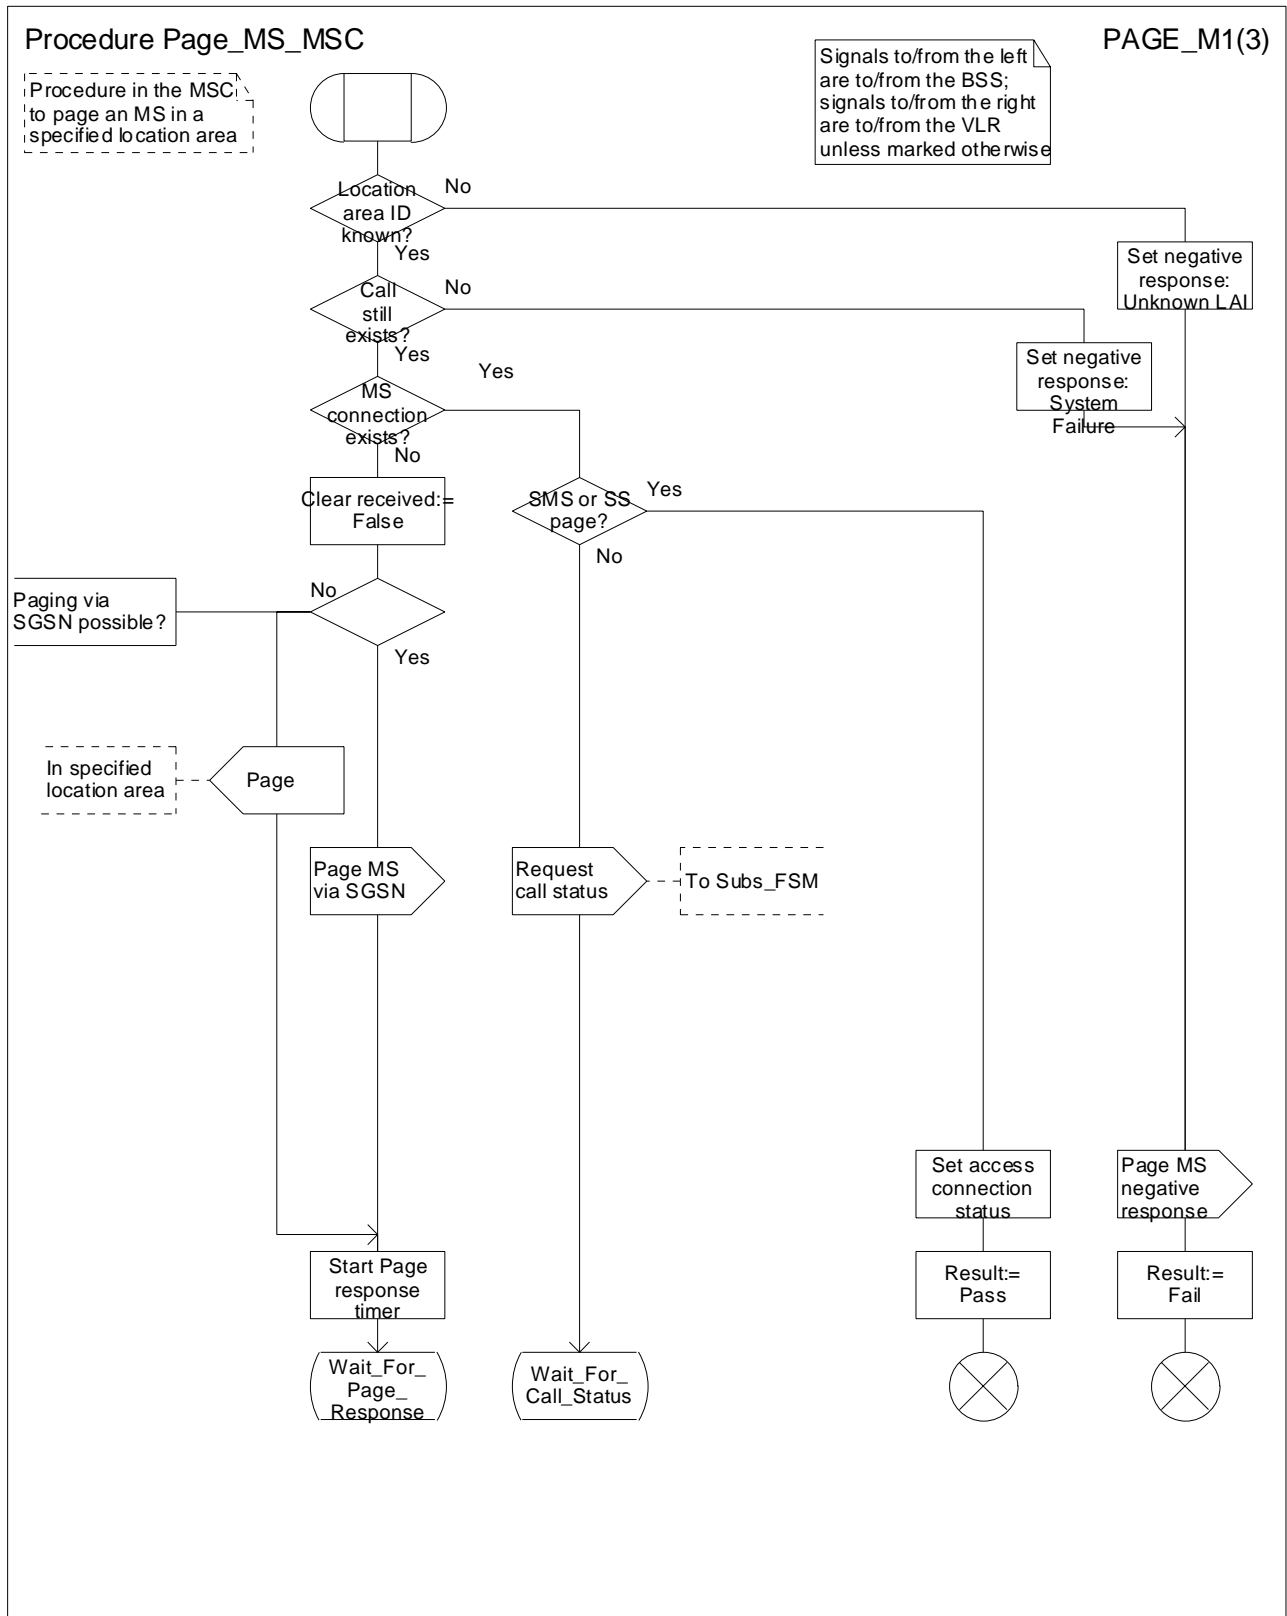 Procedure Page_MS_MSC
PAGE_M1(3)
Procedure in the MSC
to page an MS in a
specified location area
Signals to/from the left
are to/from the BSS;
signals to/from the right
are to/from the VLR
unless marked otherwise
Location
area ID
known?
No
Yes
Set negative
response:
Unknown LAI
Call
still
exists?
No
Yes
Set negative
response:
System
Failure
MS
connection
exists?
Yes
No
Clear received:=
False
SMS or SS
page?
Yes
No
Paging via
SGSN possible?
No
Yes
In specified
location area
Page
Page MS
via SGSN
Request
call status
To Subs_FSM
Set access
connection
status
Page MS
negative
response
Start Page
response
timer
Result:=
Pass
Result:=
Fail
Wait_For_
Page_
Response
Wait_For_
Call_Status